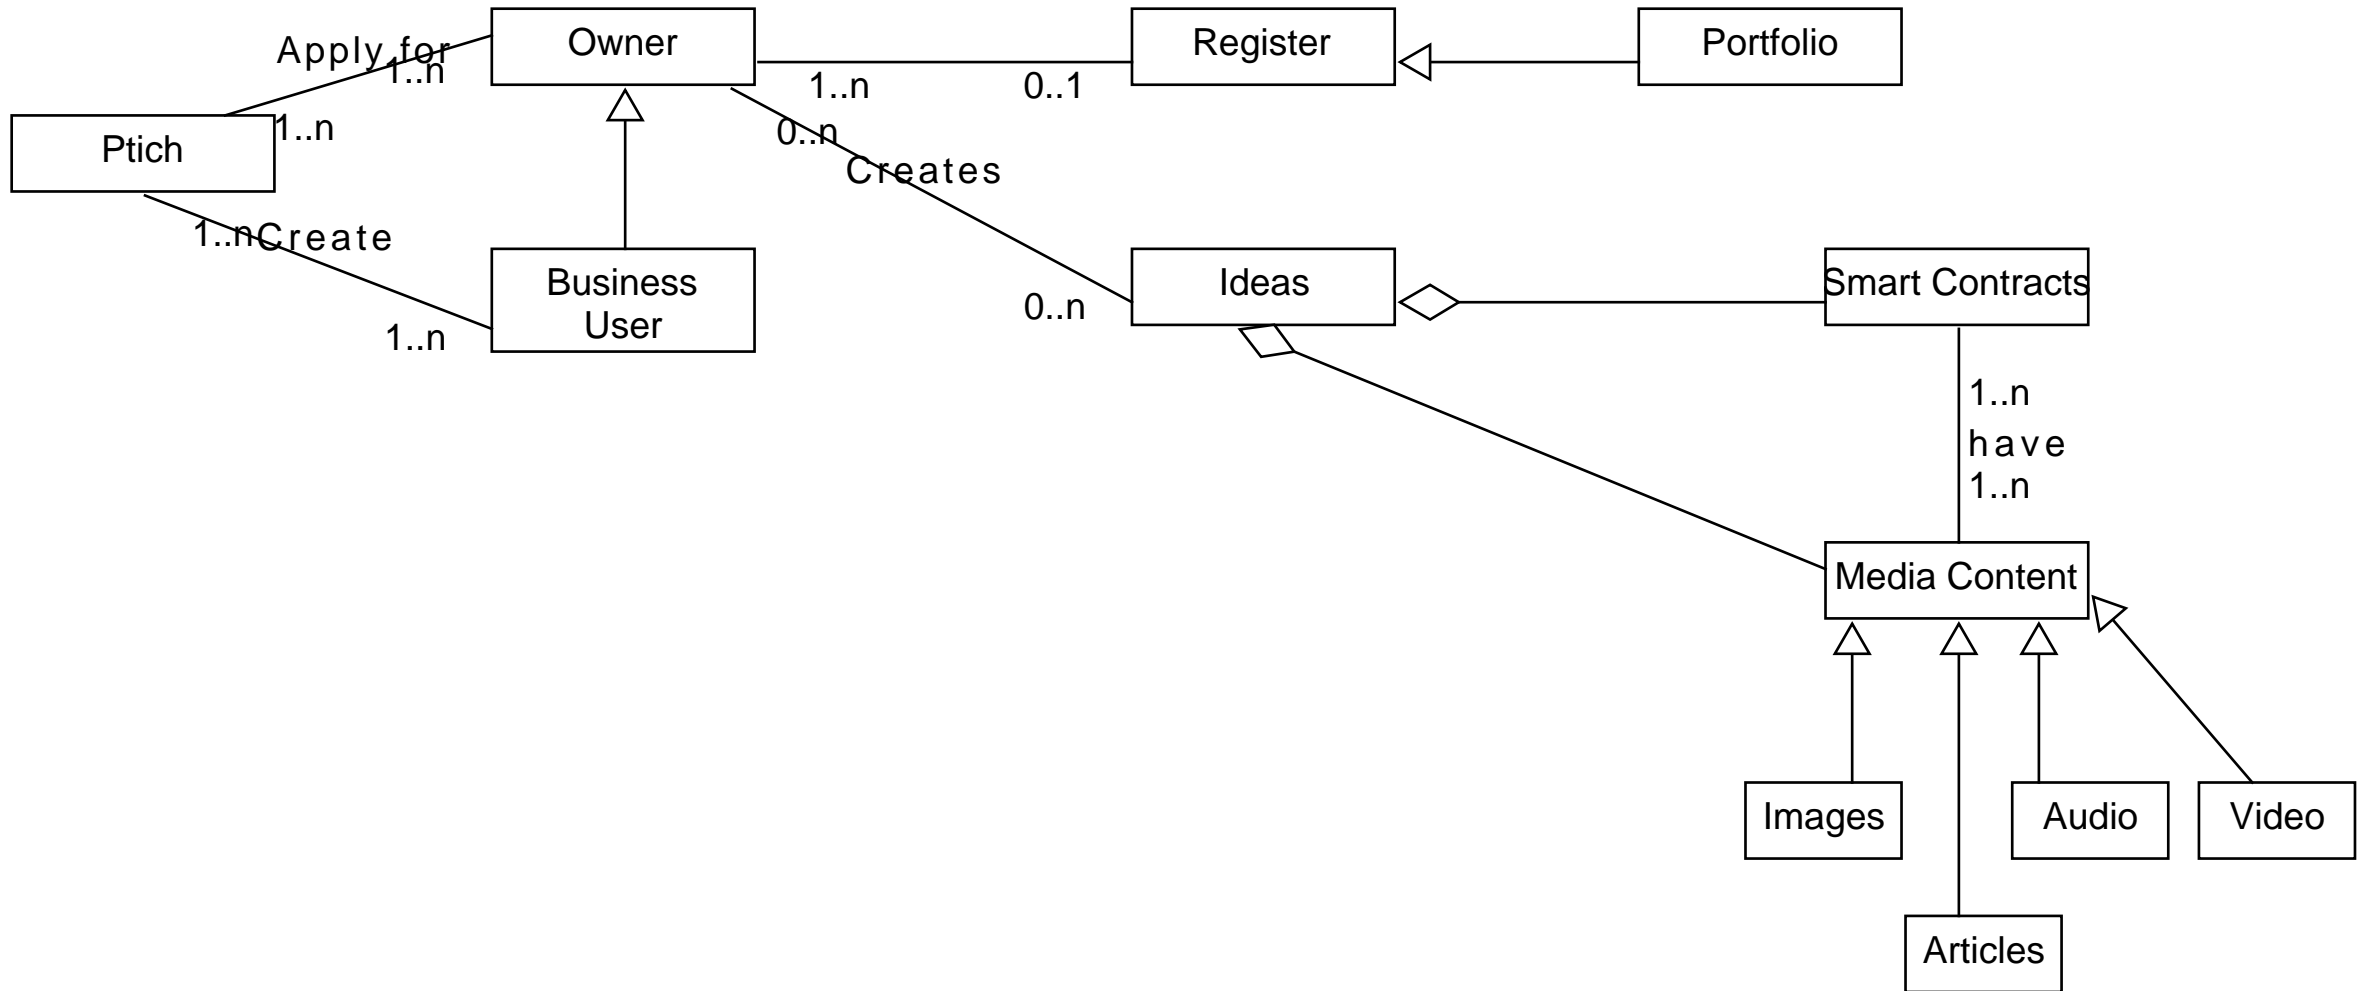 Owner
Register
Portfolio
Apply for
1..n
1..n
0..1
1..n
Ptich
0..n
Creates
1..n
Create
Business
User
Ideas
Smart Contracts
0..n
1..n
1..n
have
1..n
Media Content
Images
Audio
Video
Articles